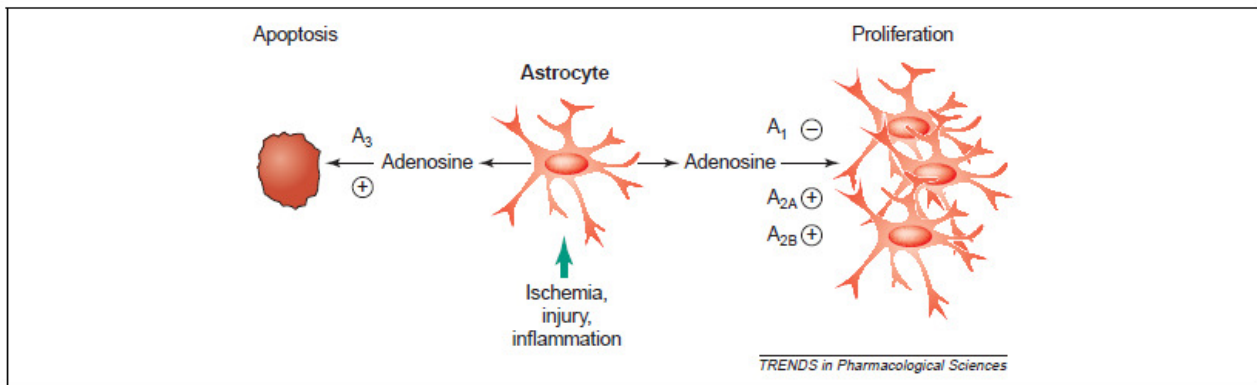 Apoptosis
Proliferation
Astrocyte
A3
Adenosine
+
Adenosine
A1 −
A2A +
A2B +
Ischemia,
injury,
inflammation
TRENDS in Pharmacological Sciences